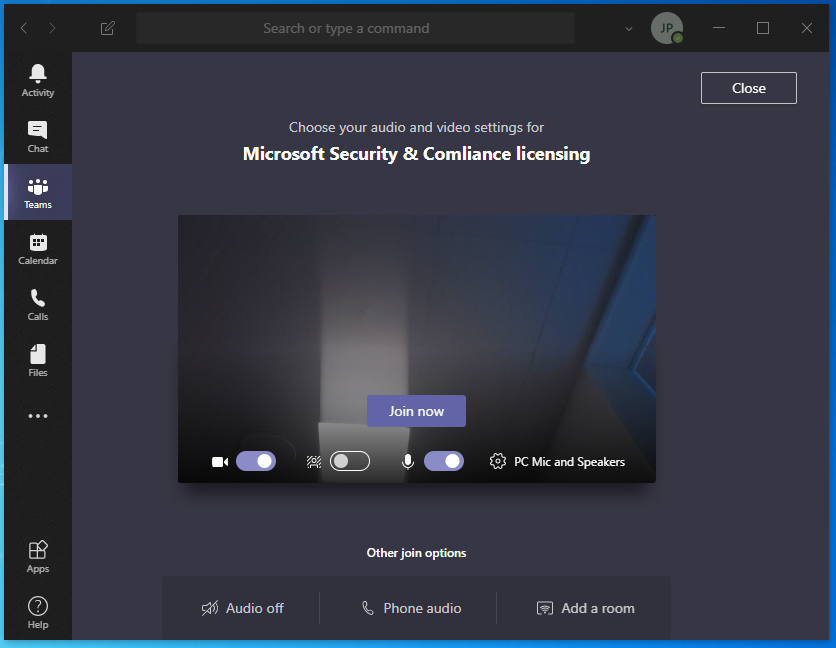 Search or type a command
JP
Activity
Chat
Teams
Calendar
Calls
Files
Apps
Help
Close
Choose your audio and video settings for
Microsoft Security & Comliance licensing
Join now
PC Mic and Speakers
Other join options
Audio off
Phone audio
Add a room